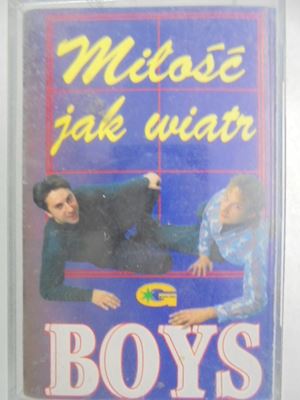 Miłość
jak wiatr
G
BOYS